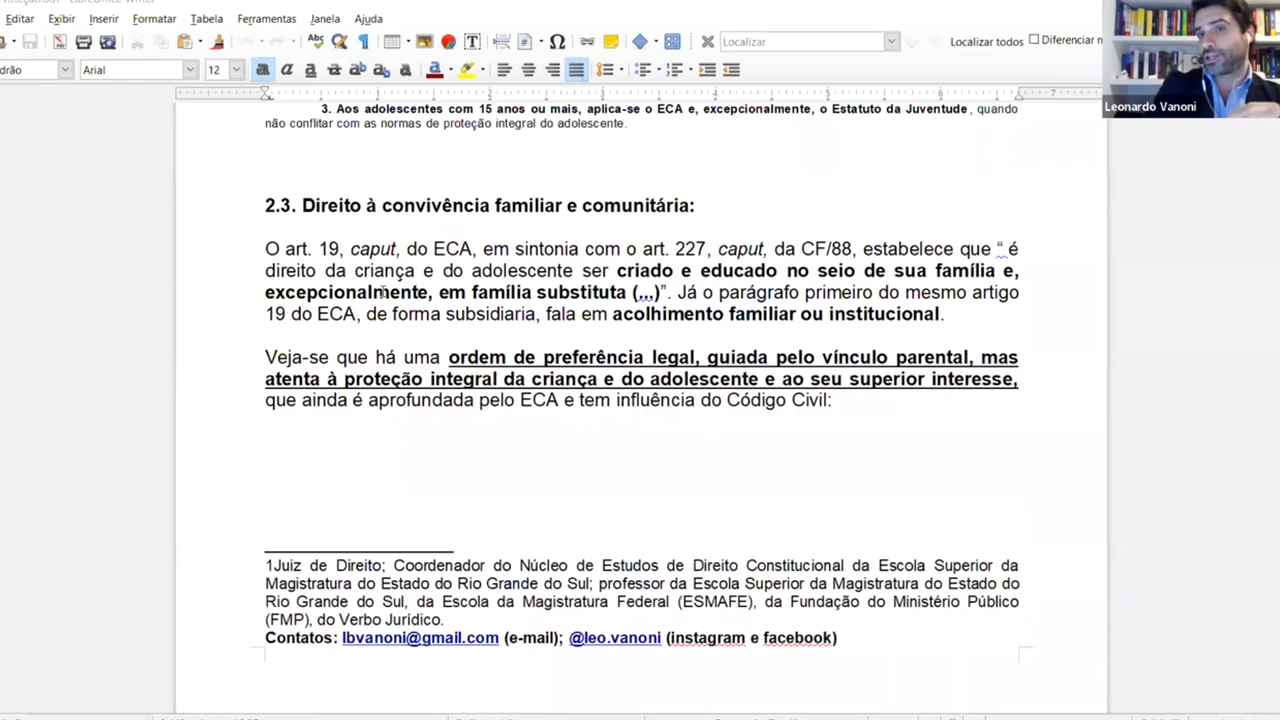 Editar Exibir Inserir Formatar Tabela Ferramentas Janela Ajuda
Localizar Localizar todos Diferenciar
Arial 12
Leonardo Vanoni
3. Aos adolescentes com 15 anos ou mais, aplica-se o ECA e, excepcionalmente, o Estatuto da Juventude, quando
não conflitar com as normas de proteção integral do adolescente.
2.3. Direito à convivência familiar e comunitária:
O art. 19, caput, do ECA, em sintonia com o art. 227, caput, da CF/88, estabelece que “ é
direito da criança e do adolescente ser criado e educado no seio de sua família e,
excepcionalmente, em família substituta (...)”. Já o parágrafo primeiro do mesmo artigo
19 do ECA, de forma subsidiaria, fala em acolhimento familiar ou institucional.
Veja-se que há uma ordem de preferência legal, guiada pelo vínculo parental, mas
atenta à proteção integral da criança e do adolescente e ao seu superior interesse,
que ainda é aprofundada pelo ECA e tem influência do Código Civil:
1Juiz de Direito; Coordenador do Núcleo de Estudos de Direito Constitucional da Escola Superior da
Magistratura do Estado do Rio Grande do Sul; professor da Escola Superior da Magistratura do Estado do
Rio Grande do Sul, da Escola da Magistratura Federal (ESMAFE), da Fundação do Ministério Público
(FMP), do Verbo Jurídico.
Contatos: lbvanoni@gmail.com (e-mail); @leo.vanoni (instagram e facebook)